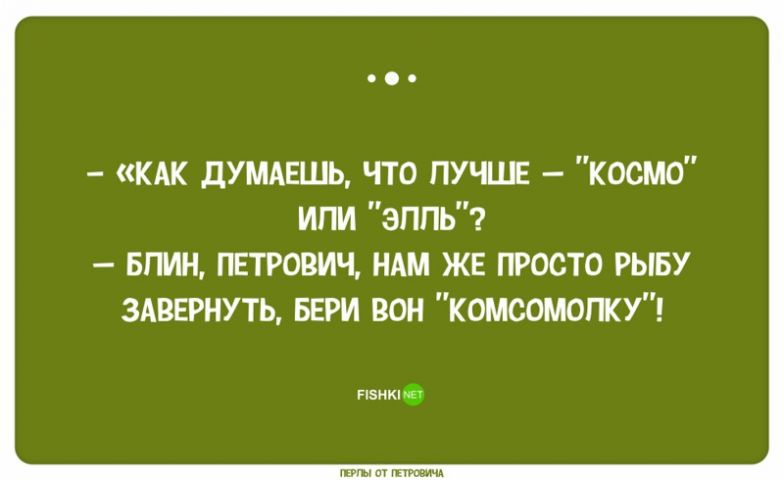 – «КАК ДУМАЕШЬ, ЧТО ЛУЧШЕ – "КОСМО"
ИЛИ "ЭЛЛЬ"?
– БЛИН, ПЕТРОВИЧ, НАМ ЖЕ ПРОСТО РЫБУ
ЗАВЕРНУТЬ, БЕРИ ВОН "КОМСОМОЛКУ"!
FISHKI NET
ПЕРЛЫ ОТ ПЕТРОВИЧА